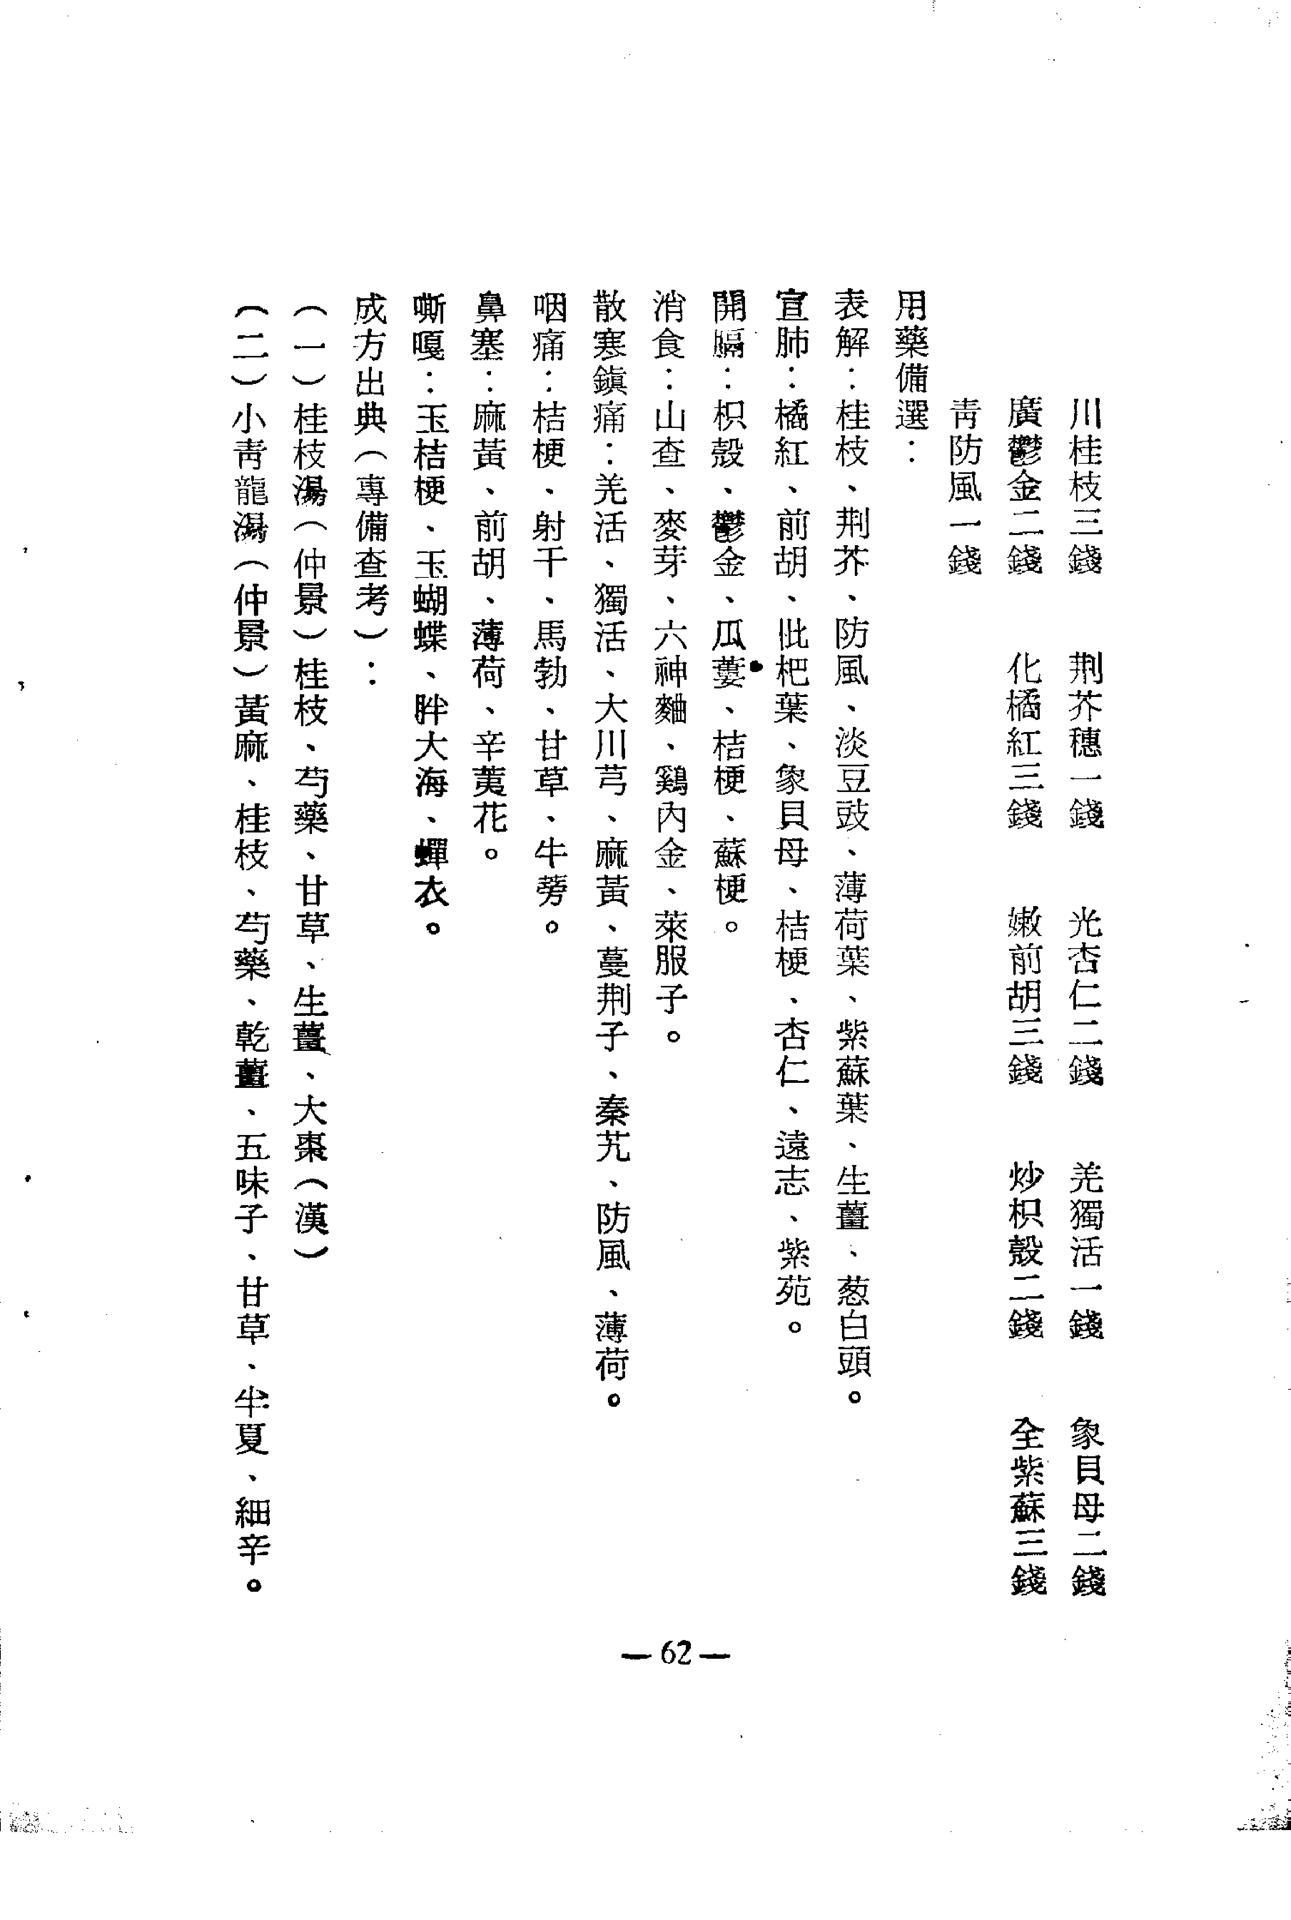 川桂枝三錢　荆芥穗一錢　光杏仁二錢　羌獨活一錢　象貝母二錢
廣鬱金二錢　化橘紅三錢　嫩前胡三錢　炒枳殼二錢　全紫蘇三錢
青防風一錢
用藥備選：
表解：桂枝、荆芥、防風、淡豆豉、薄荷葉、紫蘇葉、生薑、葱白頭。
宣肺：橘紅、前胡、枇杷葉、象貝母、桔梗、杏仁、遠志、紫苑。
開膈：枳殼、鬱金、瓜蔞、桔梗、蘇梗。
消食：山查、麥芽、六神麯、鷄內金、萊服子。
散寒鎮痛：羌活、獨活、大川芎、麻黃、蔓荆子、秦艽、防風、薄荷。
咽痛：桔梗、射干、馬勃、甘草、牛蒡。
鼻塞：麻黃、前胡、薄荷、辛荑花。
嘶嘎：玉桔梗、玉蝴蝶、胖大海、蟬衣。
成方出典（專備查考）：
（一）桂枝湯（仲景）桂枝、芍藥、甘草、生薑、大棗（漢）
（二）小青龍湯（仲景）黃麻、桂枝、芍藥、乾薑、五味子、甘草、半夏、細辛。
—62—